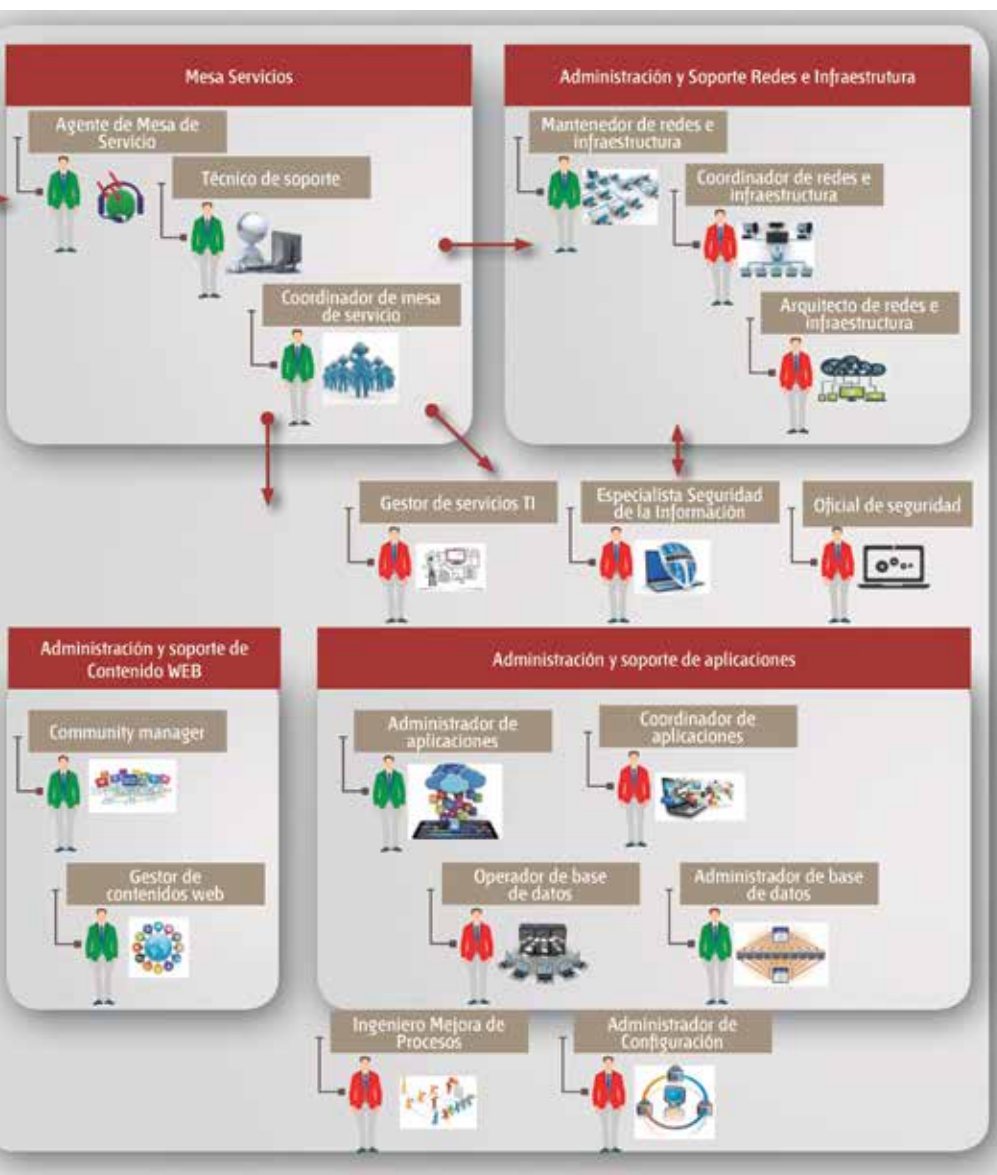 Mesa Servicios
Administración y Soporte Redes e Infraestrutura
Agente de Mesa de
Servicio
Técnico de soporte
Coordinador de mesa
de servicio
Mantenedor de redes e
infraestructura
Coordinador de redes e
infraestructura
Arquitecto de redes e
infraestructura
Gestor de servicios TI
Especialista Seguridad
de la Información
Oficial de seguridad
Administración y soporte de
Contenido WEB
Community manager
Gestor de
contenidos web
Administración y soporte de aplicaciones
Administrador de
aplicaciones
Coordinador de
aplicaciones
Operador de base
de datos
Administrador de base
de datos
Ingeniero Mejora de
Procesos
Administrador de
Configuración